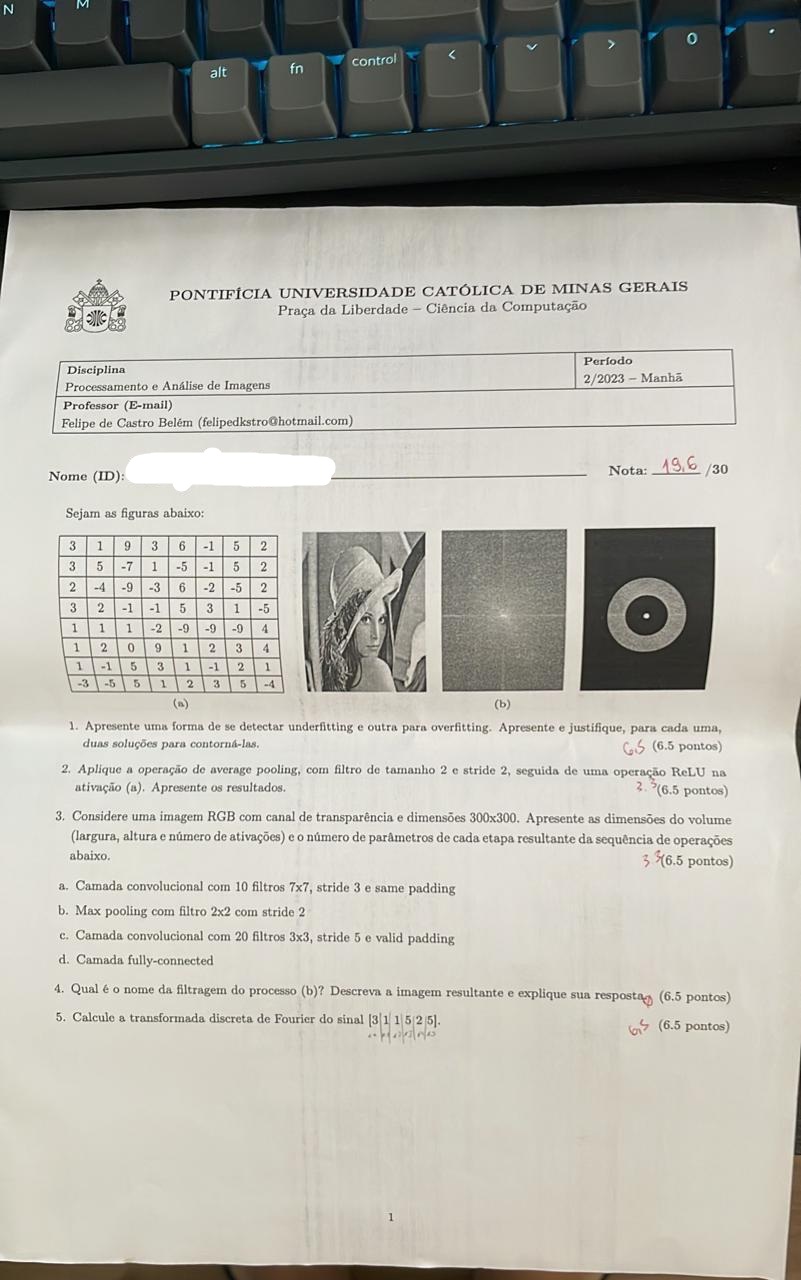 N M
alt fn control < ⌄ > 0 .
PONTIFÍCIA UNIVERSIDADE CATÓLICA DE MINAS GERAIS
Praça da Liberdade – Ciência da Computação
Disciplina
Processamento e Análise de Imagens
Período
2/2023 – Manhã
Professor (E-mail)
Felipe de Castro Belém (felipedkstro@hotmail.com)
Nome (ID):
Nota: 19,6 /30
Sejam as figuras abaixo:
3 1 9 3 6 -1 5 2
3 5 -7 1 -5 -1 5 2
2 -4 -9 -3 6 -2 -5 2
3 2 -1 -1 5 3 1 -5
1 1 1 -2 -9 -9 -9 4
1 2 0 9 1 2 3 4
1 -1 5 3 1 -1 2 1
-3 -5 5 1 2 3 5 -4
(a)
(b)
1. Apresente uma forma de se detectar underfitting e outra para overfitting. Apresente e justifique, para cada uma,
duas soluções para contorná-las. 6,5 (6.5 pontos)
2. Aplique a operação de average pooling, com filtro de tamanho 2 e stride 2, seguida de uma operação ReLU na
ativação (a). Apresente os resultados. (6.5 pontos)
3. Considere uma imagem RGB com canal de transparência e dimensões 300x300. Apresente as dimensões do volume
(largura, altura e número de ativações) e o número de parâmetros de cada etapa resultante da sequência de operações
abaixo. 3,3 (6.5 pontos)
a. Camada convolucional com 10 filtros 7x7, stride 3 e same padding
b. Max pooling com filtro 2x2 com stride 2
c. Camada convolucional com 20 filtros 3x3, stride 5 e valid padding
d. Camada fully-connected
4. Qual é o nome da filtragem do processo (b)? Descreva a imagem resultante e explique sua resposta. (6.5 pontos)
5. Calcule a transformada discreta de Fourier do sinal [3|1|1|5|2|5]. 6,5 (6.5 pontos)
1